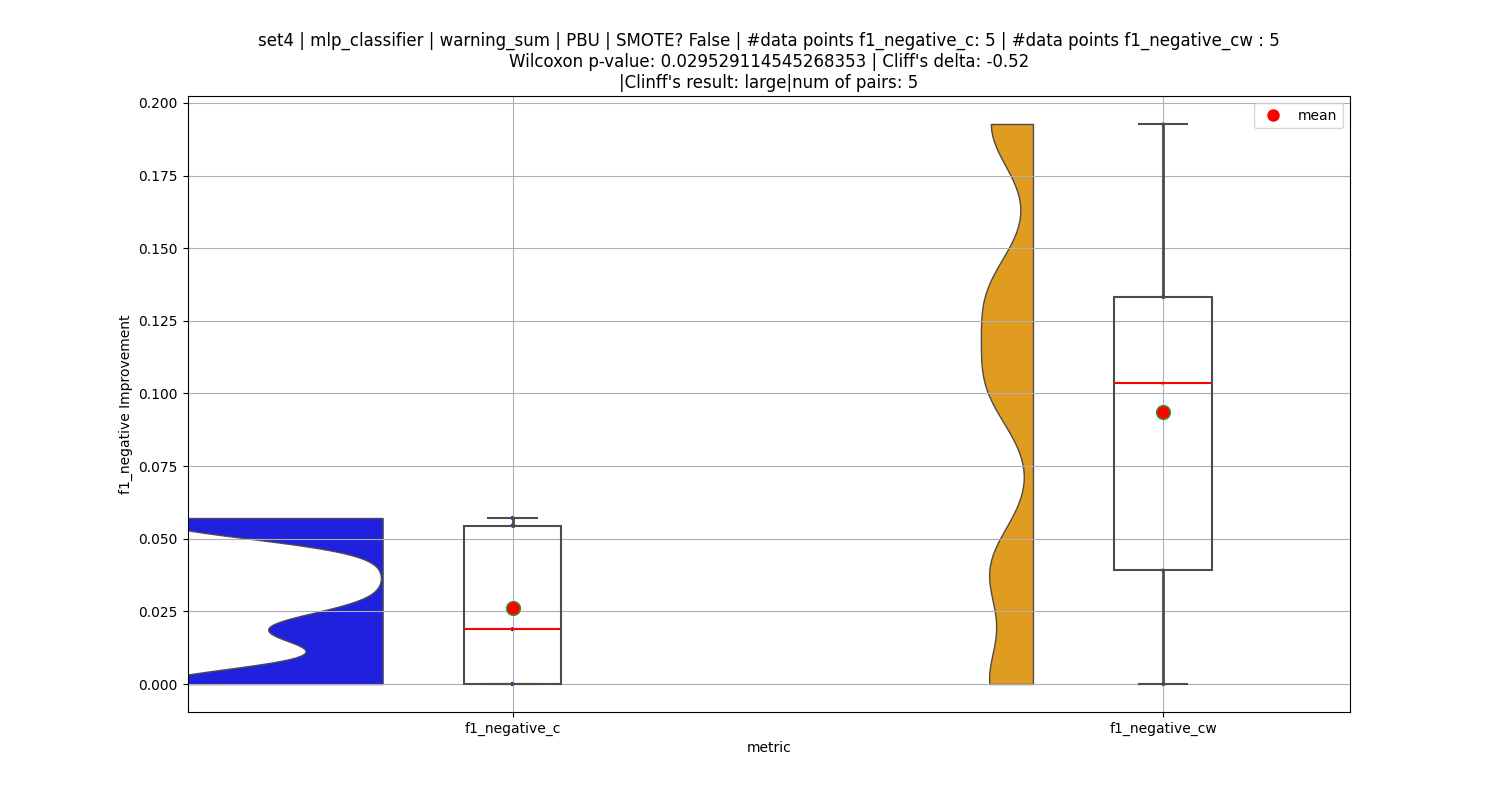 set4 | mlp_classifier | warning_sum | PBU | SMOTE? False | #data points f1_negative_c: 5 | #data points f1_negative_cw : 5
Wilcoxon p-value: 0.029529114545268353 | Cliff's delta: -0.52
|Clinff's result: large|num of pairs: 5
mean
0.200
0.175
0.150
0.125
0.100
0.075
0.050
0.025
0.000
f1_negative Improvement
f1_negative_c
f1_negative_cw
metric